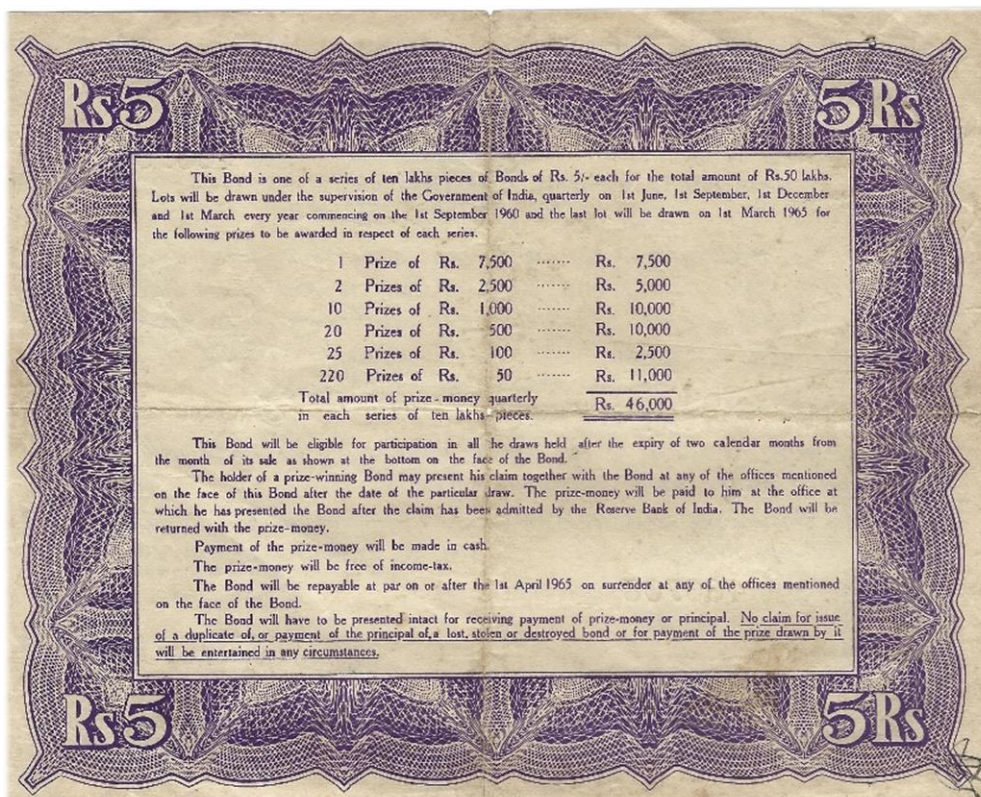 Rs 5
5 Rs
This Bond is one of a series of ten lakhs pieces of Bonds of Rs. 5/- each for the total amount of Rs.50 lakhs.
Lots will be drawn under the supervision of the Government of India, quarterly on 1st June, 1st September, 1st December
and 1st March every year commencing on the 1st September 1960 and the last lot will be drawn on 1st March 1965 for
the following prizes to be awarded in respect of each series.
1 Prize of Rs. 7,500 ······· Rs. 7,500
2 Prizes of Rs. 2,500 ······· Rs. 5,000
10 Prizes of Rs. 1,000 ······· Rs. 10,000
20 Prizes of Rs. 500 ······· Rs. 10,000
25 Prizes of Rs. 100 ······· Rs. 2,500
220 Prizes of Rs. 50 ······· Rs. 11,000
Total amount of prize-money quarterly
in each series of ten lakhs pieces. Rs. 46,000
This Bond will be eligible for participation in all he draws held after the expiry of two calendar months from
the month of its sale as shown at the bottom on the face of the Bond.
The holder of a prize-winning Bond may present his claim together with the Bond at any of the offices mentioned
on the face of this Bond after the date of the particular draw. The prize-money will be paid to him at the office at
which he has presented the Bond after the claim has been admitted by the Reserve Bank of India. The Bond will be
returned with the prize-money.
Payment of the prize-money will be made in cash.
The prize-money will be free of income-tax.
The Bond will be repayable at par on or after the 1st April 1965 on surrender at any of the offices mentioned
on the face of the Bond.
The Bond will have to be presented intact for receiving payment of prize-money or principal. No claim for issue
of a duplicate of, or payment of the principal of, a lost, stolen or destroyed bond or for payment of the prize drawn by it
will be entertained in any circumstances.
Rs 5
5 Rs